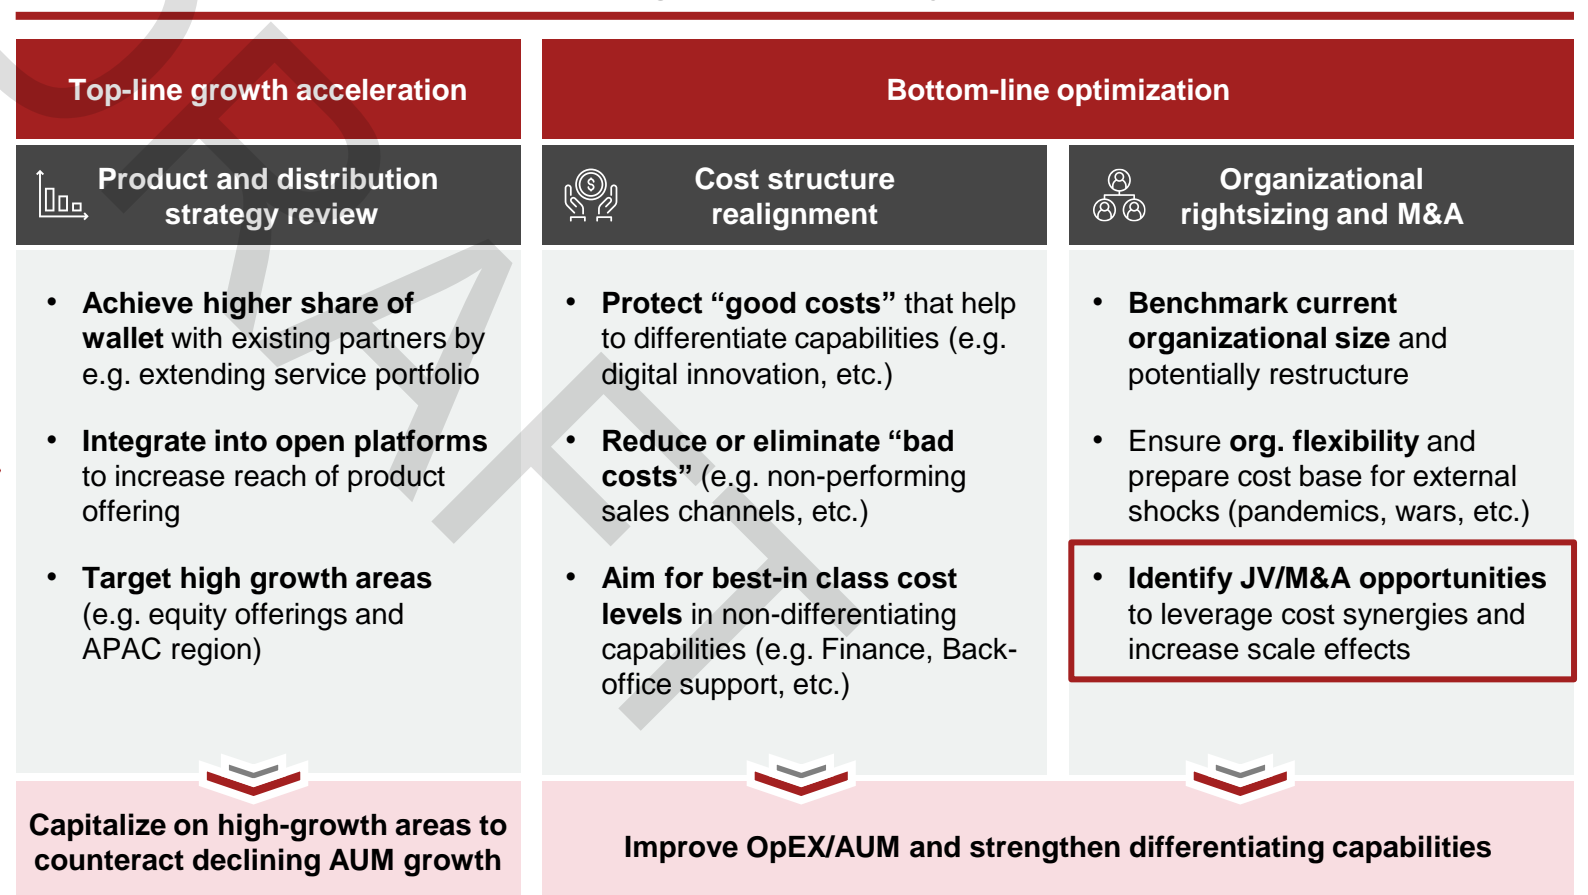 Top-line growth acceleration
Bottom-line optimization
Product and distribution
strategy review
Cost structure
realignment
Organizational
rightsizing and M&A
• Achieve higher share of
wallet with existing partners by
e.g. extending service portfolio
• Integrate into open platforms
to increase reach of product
offering
• Target high growth areas
(e.g. equity offerings and
APAC region)
• Protect “good costs” that help
to differentiate capabilities (e.g.
digital innovation, etc.)
• Reduce or eliminate “bad
costs” (e.g. non-performing
sales channels, etc.)
• Aim for best-in class cost
levels in non-differentiating
capabilities (e.g. Finance, Back-
office support, etc.)
• Benchmark current
organizational size and
potentially restructure
• Ensure org. flexibility and
prepare cost base for external
shocks (pandemics, wars, etc.)
• Identify JV/M&A opportunities
to leverage cost synergies and
increase scale effects
Capitalize on high-growth areas to
counteract declining AUM growth
Improve OpEX/AUM and strengthen differentiating capabilities
DRAFT